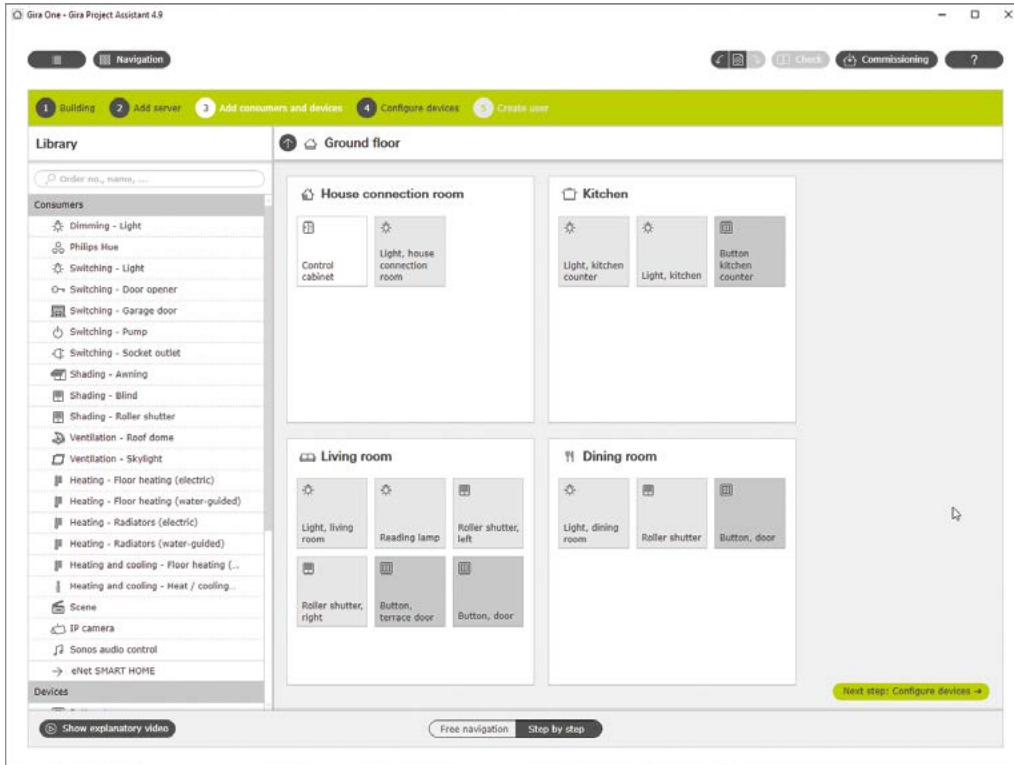 Gira One - Gira Project Assistant 4.9
Navigation
Check
Commissioning
?
1 Building
2 Add server
3 Add consumers and devices
4 Configure devices
5 Create user
Library
Ground floor
Order no., name, ...
Consumers
Dimming - Light
Philips Hue
Switching - Light
Switching - Door opener
Switching - Garage door
Switching - Pump
Switching - Socket outlet
Shading - Awning
Shading - Blind
Shading - Roller shutter
Ventilation - Roof dome
Ventilation - Skylight
Heating - Floor heating (electric)
Heating - Floor heating (water-guided)
Heating - Radiators (electric)
Heating - Radiators (water-guided)
Heating and cooling - Floor heating (...
Heating and cooling - Heat / cooling...
Scene
IP camera
Sonos audio control
eNet SMART HOME
Devices
House connection room
Control
cabinet
Light, house
connection
room
Kitchen
Light, kitchen
counter
Light, kitchen
Button
kitchen
counter
Living room
Light, living
room
Reading lamp
Roller shutter,
left
Roller shutter,
right
Button,
terrace door
Button, door
Dining room
Light, dining
room
Roller shutter
Button, door
Next step: Configure devices →
Show explanatory video
Free navigation
Step by step